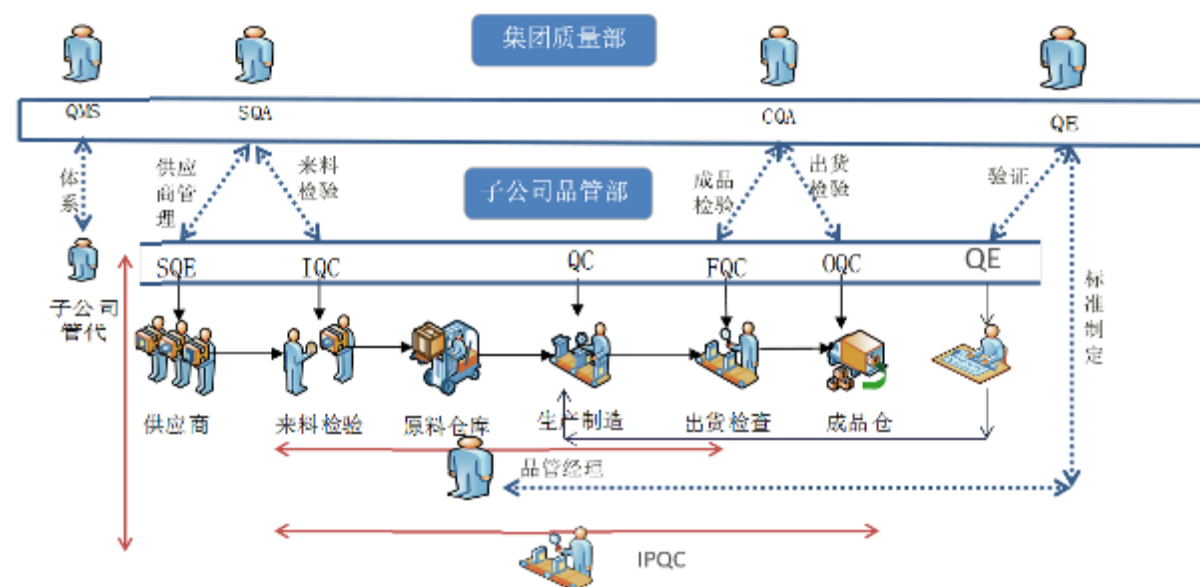 集团质量部
QMS
SQA
CQA
QE
体
系
供应
商管
理
来料
检验
子公司品管部
成品
检验
出货
检验
验证
SQE
IQC
QC
FQC
OQC
QE
子公司
管代
标
准
制
定
供应商
来料检验
原料仓库
生产制造
出货检查
成品仓
品管经理
IPQC